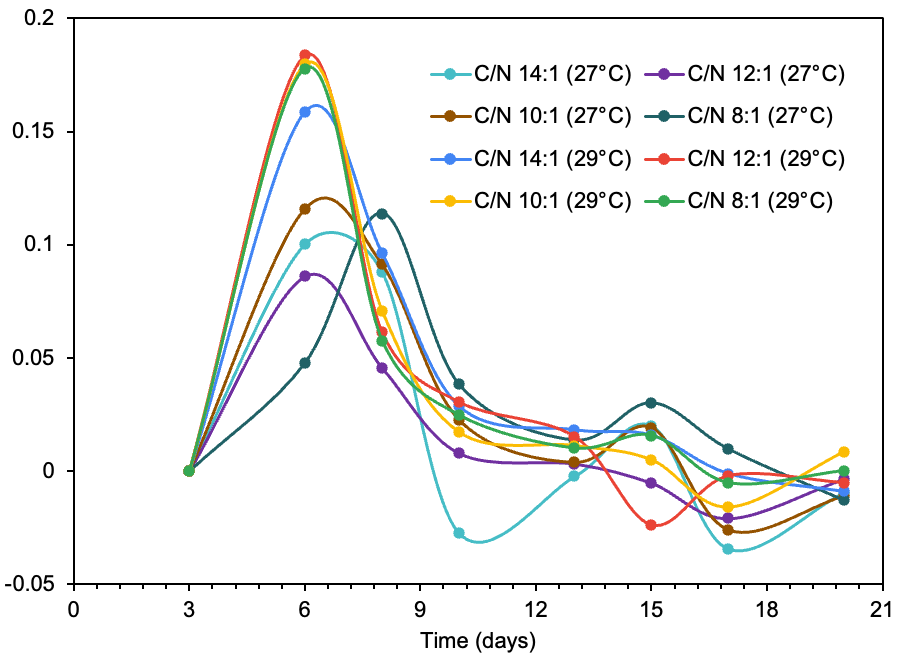 0.2
0.15
0.1
0.05
0
-0.05
C/N 14:1 (27°C) C/N 12:1 (27°C)
C/N 10:1 (27°C) C/N 8:1 (27°C)
C/N 14:1 (29°C) C/N 12:1 (29°C)
C/N 10:1 (29°C) C/N 8:1 (29°C)
0 3 6 9 12 15 18 21
Time (days)